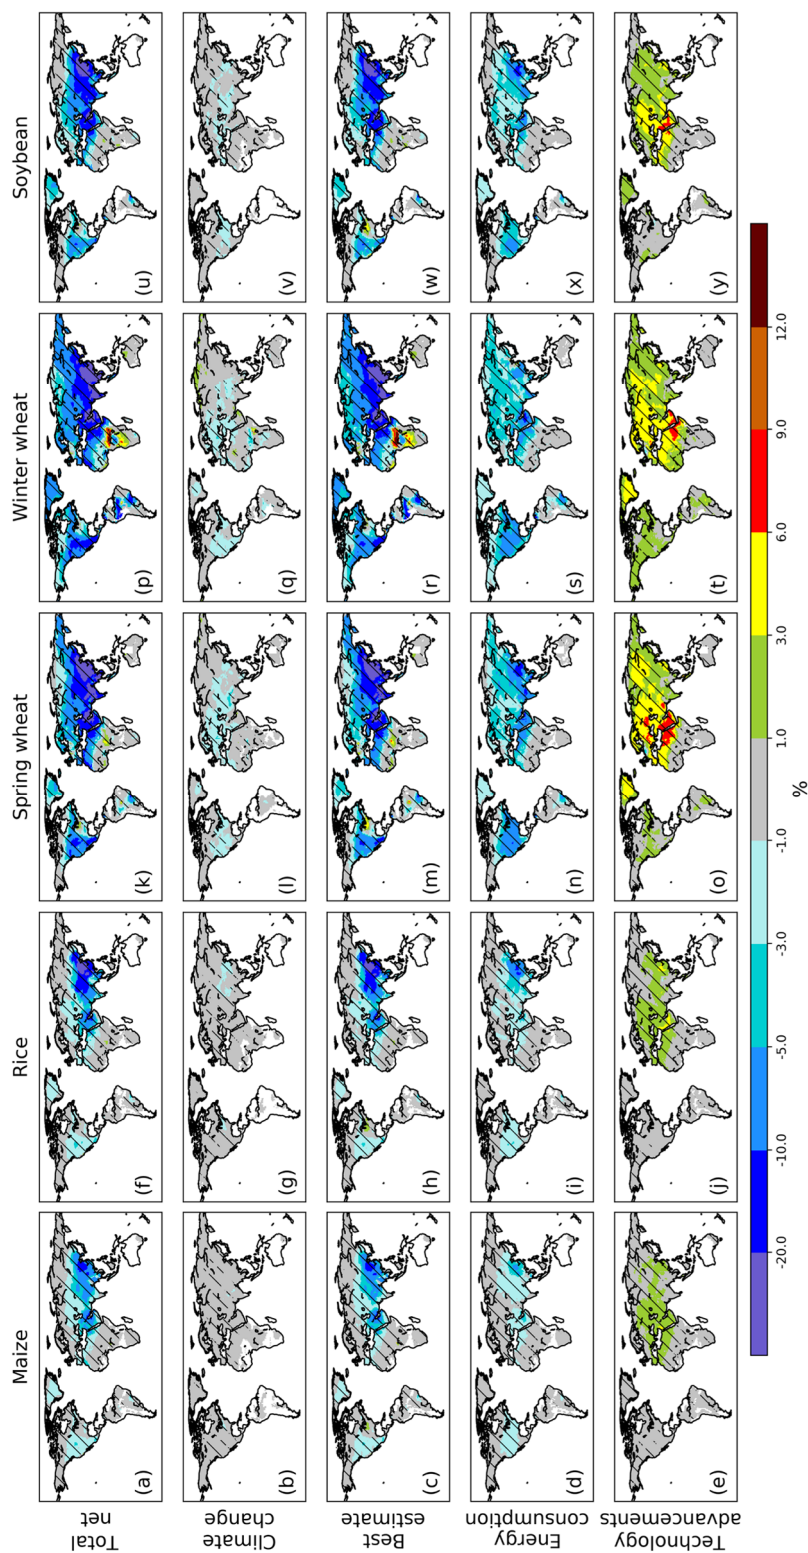 Maize
Rice
Spring wheat
Winter wheat
Soybean
Total
net
(a)
(f)
(k)
(p)
(u)
Climate
change
(b)
(g)
(l)
(q)
(v)
Best
estimate
(c)
(h)
(m)
(r)
(w)
Energy
consumption
(d)
(i)
(n)
(s)
(x)
Technology
advancements
(e)
(j)
(o)
(t)
(y)
-20.0 -10.0 -5.0 -3.0 -1.0 1.0 3.0 6.0 9.0 12.0
%